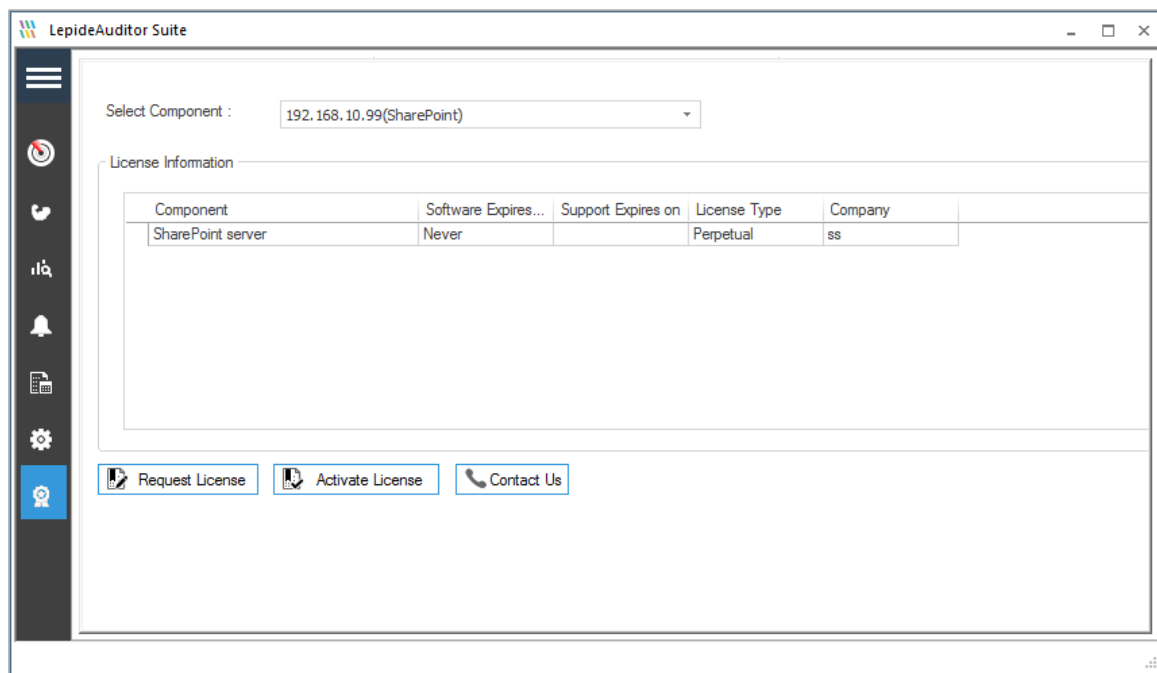 LepideAuditor Suite
Select Component :
192.168.10.99(SharePoint)
License Information
Component Software Expires... Support Expires on License Type Company
SharePoint server Never Perpetual ss
Request License Activate License Contact Us